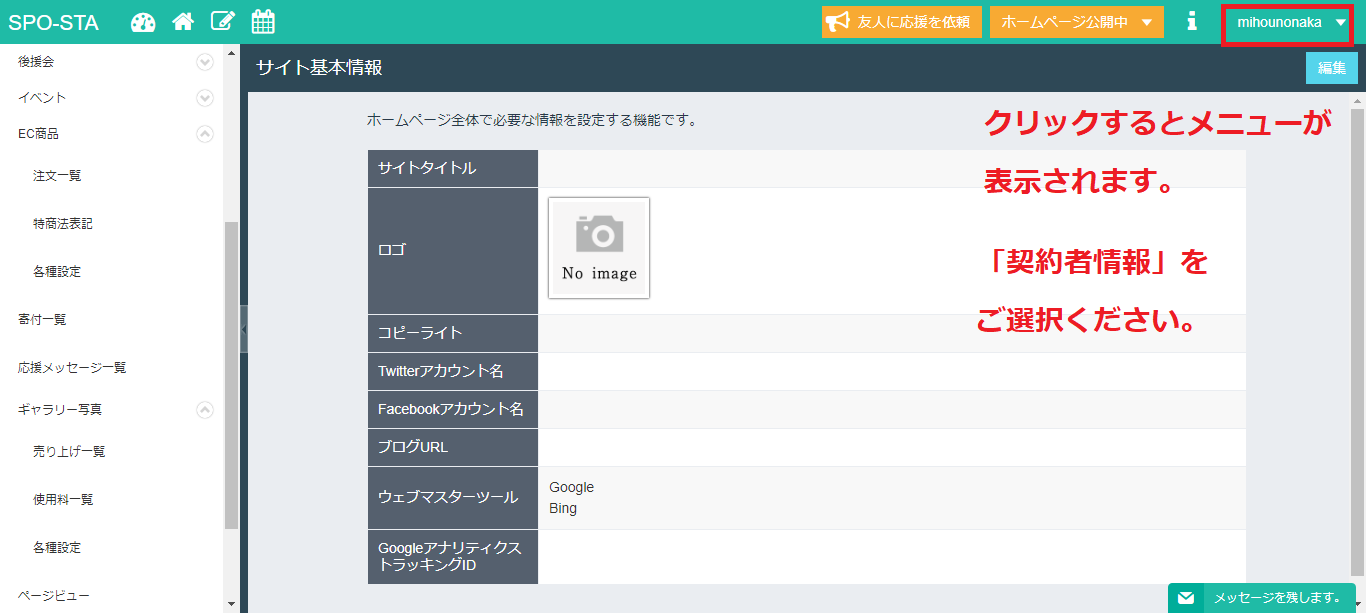 SPO-STA
友人に応援を依頼
ホームページ公開中
mihounonaka
後援会
イベント
EC商品
注文一覧
特商法表記
各種設定
寄付一覧
応援メッセージ一覧
ギャラリー写真
売り上げ一覧
使用料一覧
各種設定
ページビュー
サイト基本情報
編集
ホームページ全体で必要な情報を設定する機能です。
クリックするとメニューが
表示されます。
「契約者情報」を
ご選択ください。
サイトタイトル
ロゴ
No image
コピーライト
Twitterアカウント名
Facebookアカウント名
ブログURL
ウェブマスターツール
Google
Bing
Googleアナリティクス
トラッキングID
メッセージを残します。